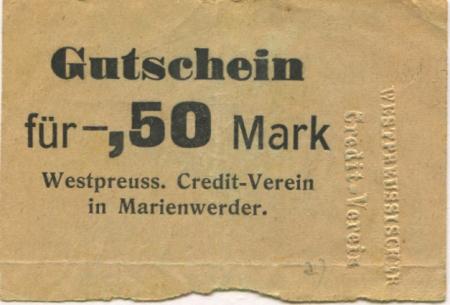 Gutschein
für -,50 Mark
Westpreuss. Credit-Verein
in Marienwerder.
WESTPREUSSISCHER
Credit-Verein